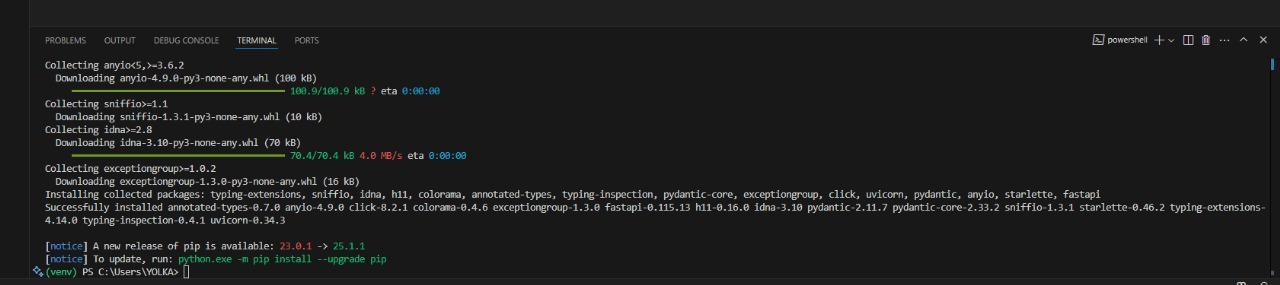 PROBLEMS OUTPUT DEBUG CONSOLE TERMINAL PORTS powershell
Collecting anyio<5,>=3.6.2
Downloading anyio-4.9.0-py3-none-any.whl (100 kB)
100.9/100.9 kB ? eta 0:00:00
Collecting sniffio>=1.1
Downloading sniffio-1.3.1-py3-none-any.whl (10 kB)
Collecting idna>=2.8
Downloading idna-3.10-py3-none-any.whl (70 kB)
70.4/70.4 kB 4.0 MB/s eta 0:00:00
Collecting exceptiongroup>=1.0.2
Downloading exceptiongroup-1.3.0-py3-none-any.whl (16 kB)
Installing collected packages: typing-extensions, sniffio, idna, h11, colorama, annotated-types, typing-inspection, pydantic-core, exceptiongroup, click, uvicorn, pydantic, anyio, starlette, fastapi
Successfully installed annotated-types-0.7.0 anyio-4.9.0 click-8.2.1 colorama-0.4.6 exceptiongroup-1.3.0 fastapi-0.115.13 h11-0.16.0 idna-3.10 pydantic-2.11.7 pydantic-core-2.33.2 sniffio-1.3.1 starlette-0.46.2 typing-extensions-
4.14.0 typing-inspection-0.4.1 uvicorn-0.34.3
[notice] A new release of pip is available: 23.0.1 -> 25.1.1
[notice] To update, run: python.exe -m pip install --upgrade pip
(venv) PS C:\Users\YOLKA>